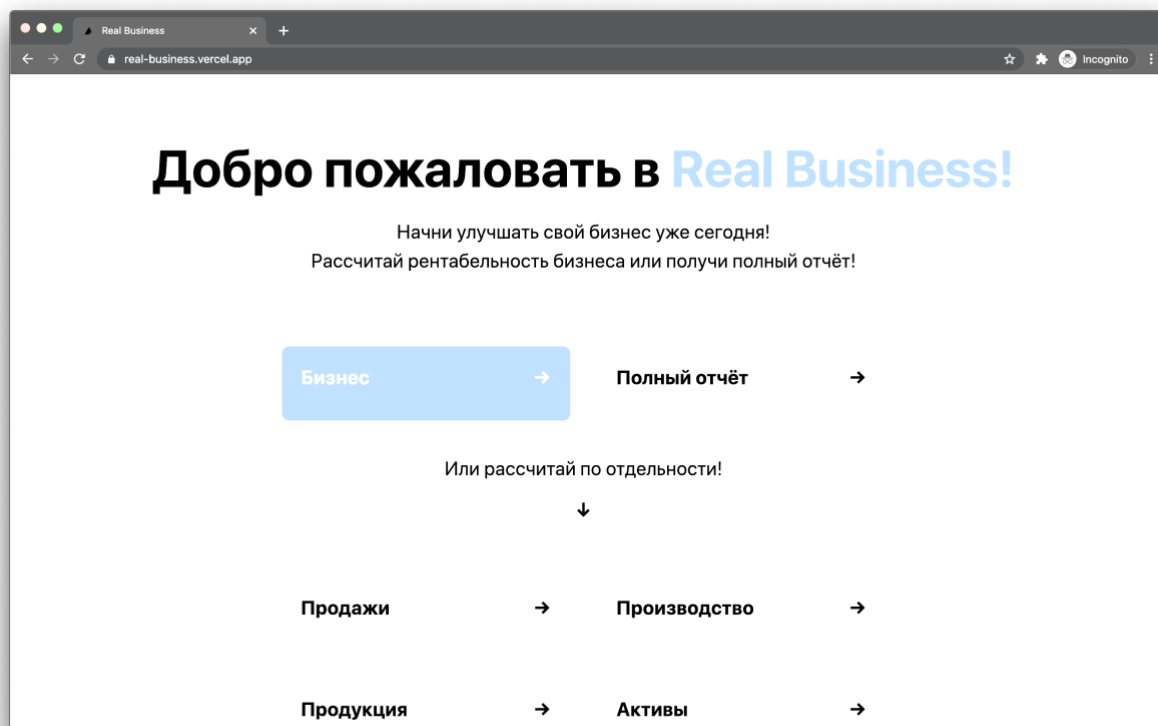 Real Business
real-business.vercel.app
Incognito
Добро пожаловать в Real Business!
Начни улучшать свой бизнес уже сегодня!
Рассчитай рентабельность бизнеса или получи полный отчёт!
Бизнес → Полный отчёт →
Или рассчитай по отдельности!
↓
Продажи → Производство →
Продукция → Активы →